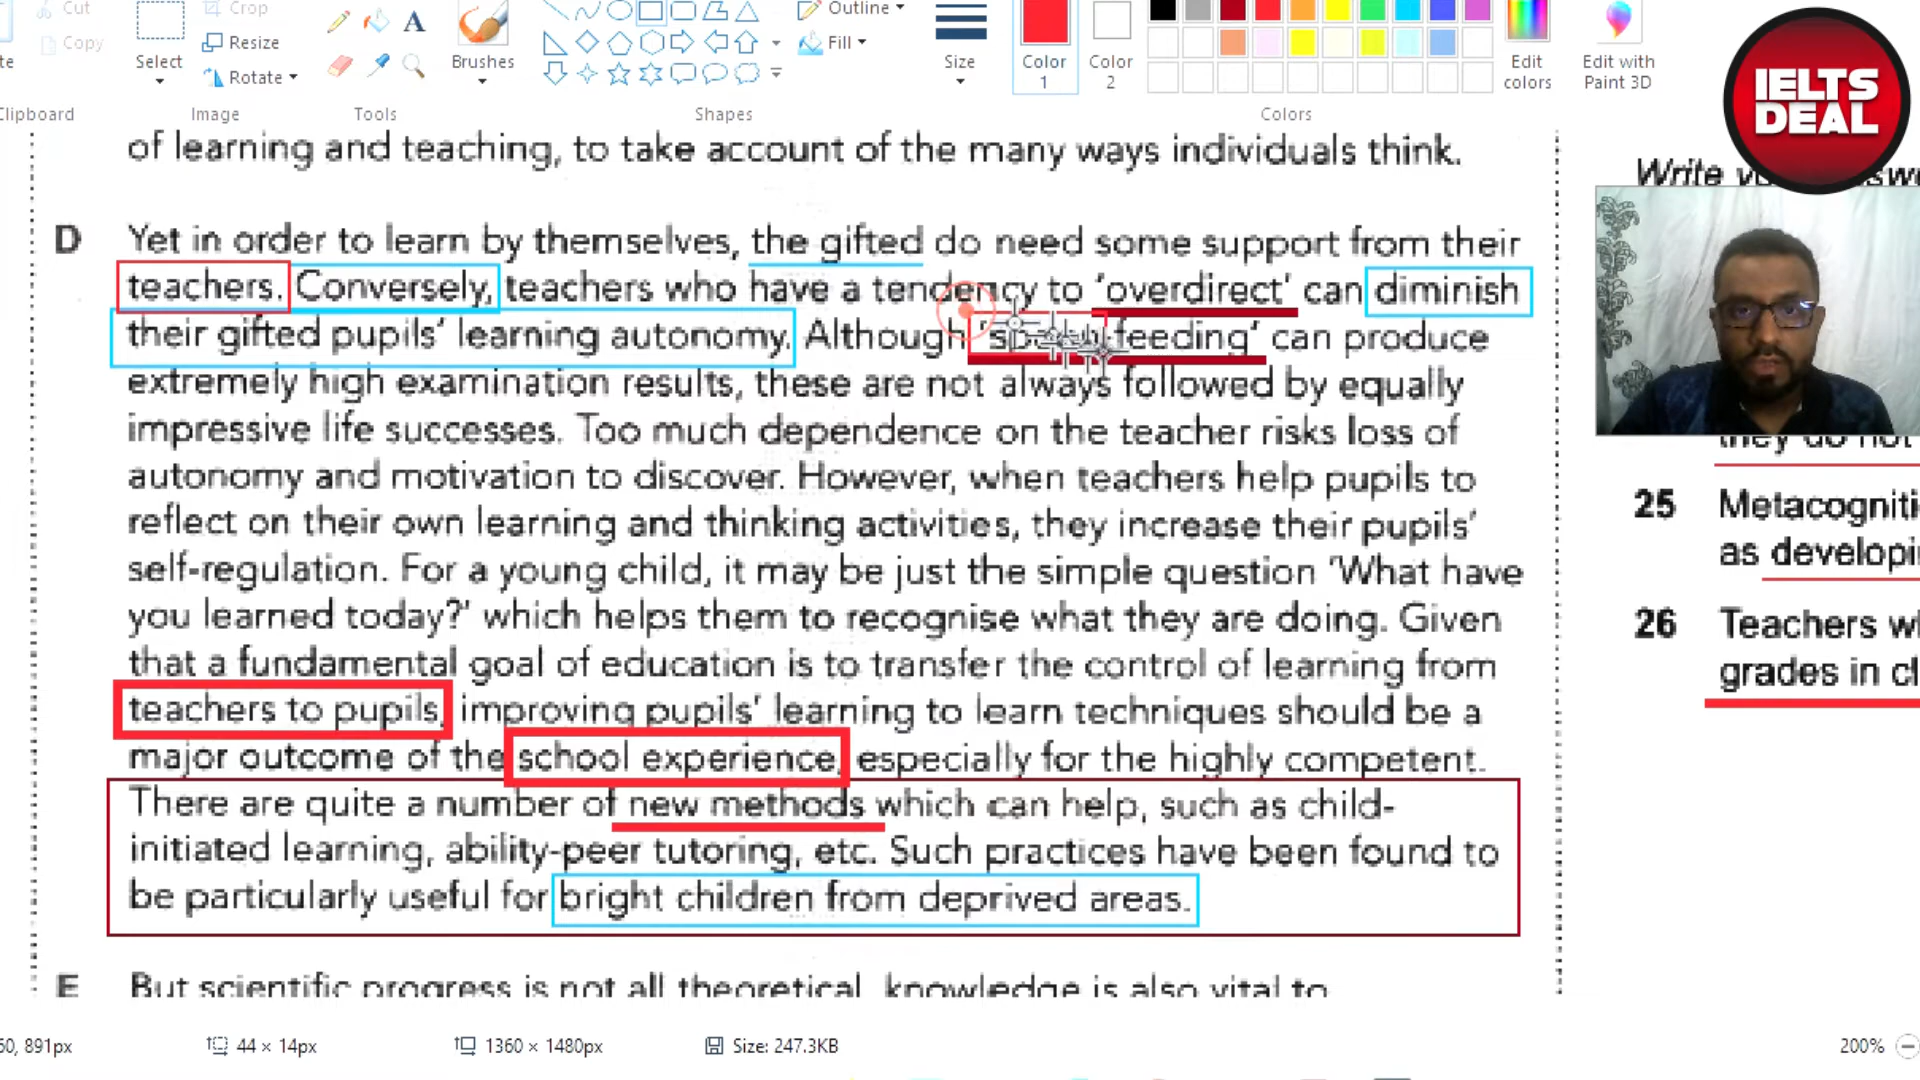 Cut
Crop
Outline
Copy
Resize
Fill
Select
Brushes
Size
Color
1
Color
2
Edit
colors
Edit with
Paint 3D
Rotate
Clipboard
Image
Tools
Shapes
Colors
IELTS
DEAL
of learning and teaching, to take account of the many ways individuals think.
Write
D Yet in order to learn by themselves, the gifted do need some support from their
teachers. Conversely, teachers who have a tendency to 'overdirect' can diminish
their gifted pupils' learning autonomy. Although 'spoon-feeding' can produce
extremely high examination results, these are not always followed by equally
impressive life successes. Too much dependence on the teacher risks loss of
autonomy and motivation to discover. However, when teachers help pupils to
reflect on their own learning and thinking activities, they increase their pupils'
self-regulation. For a young child, it may be just the simple question 'What have
you learned today?' which helps them to recognise what they are doing. Given
that a fundamental goal of education is to transfer the control of learning from
teachers to pupils, improving pupils' learning to learn techniques should be a
major outcome of the school experience, especially for the highly competent.
There are quite a number of new methods which can help, such as child-
initiated learning, ability-peer tutoring, etc. Such practices have been found to
be particularly useful for bright children from deprived areas.
E But scientific progress is not all theoretical, knowledge is also vital to
they do not
25 Metacogniti
as developi
26 Teachers w
grades in cl
60, 891px
44 × 14px
1360 × 1480px
Size: 247.3KB
200%